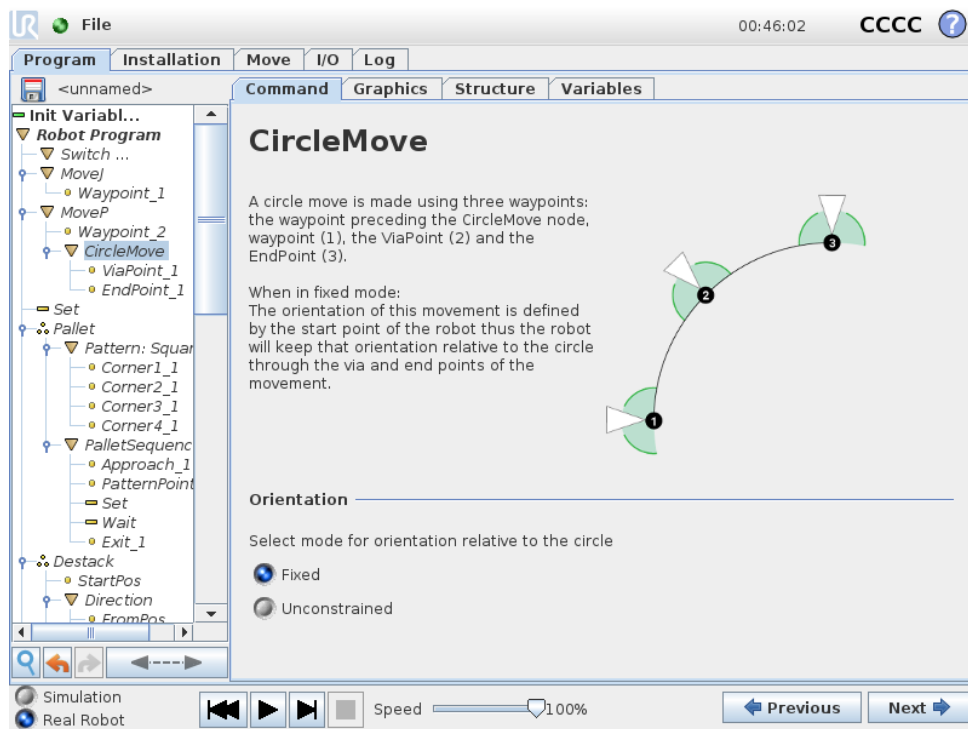 UR File 00:46:02 CCCC ?
Program Installation Move I/O Log
<unnamed> Command Graphics Structure Variables
Init Variabl...
Robot Program
Switch ...
MoveJ
Waypoint_1
MoveP
Waypoint_2
CircleMove
ViaPoint_1
EndPoint_1
Set
Pallet
Pattern: Squar
Corner1_1
Corner2_1
Corner3_1
Corner4_1
PalletSequenc
Approach_1
PatternPoint
Set
Wait
Exit_1
Destack
StartPos
Direction
FromPos
CircleMove
A circle move is made using three waypoints:
the waypoint preceding the CircleMove node,
waypoint (1), the ViaPoint (2) and the
EndPoint (3).
When in fixed mode:
The orientation of this movement is defined
by the start point of the robot thus the robot
will keep that orientation relative to the circle
through the via and end points of the
movement.
3
2
1
Orientation
Select mode for orientation relative to the circle
Fixed
Unconstrained
Simulation
Real Robot
Speed 100%
Previous Next